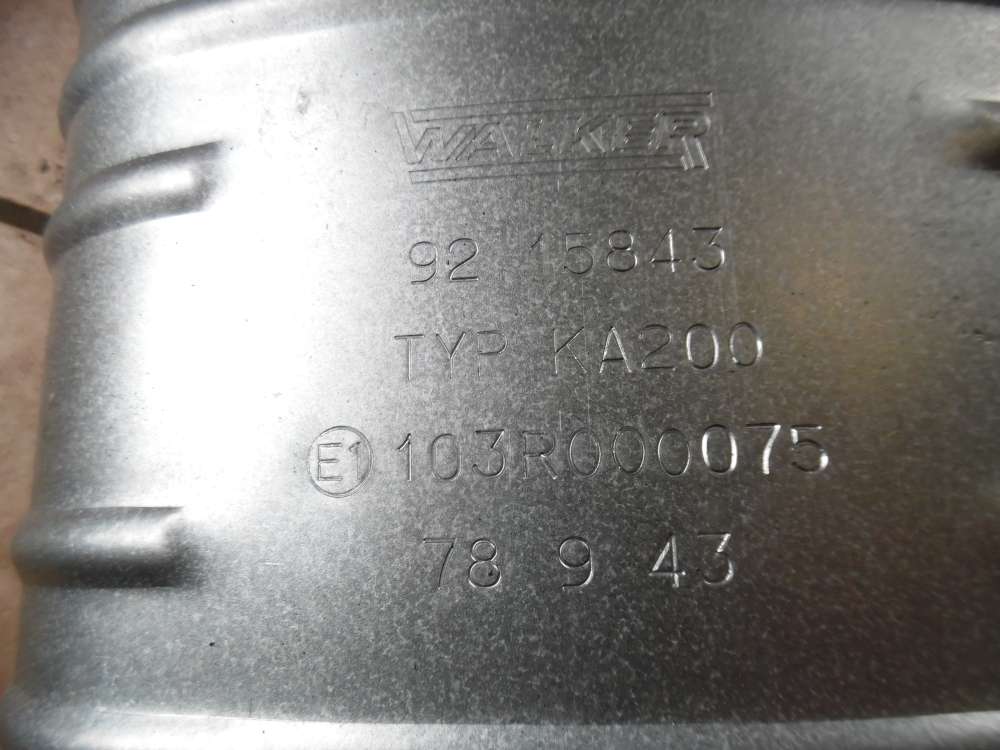 WALKER
92 15843
TYP KA200
E1 103R000075
78 9 43